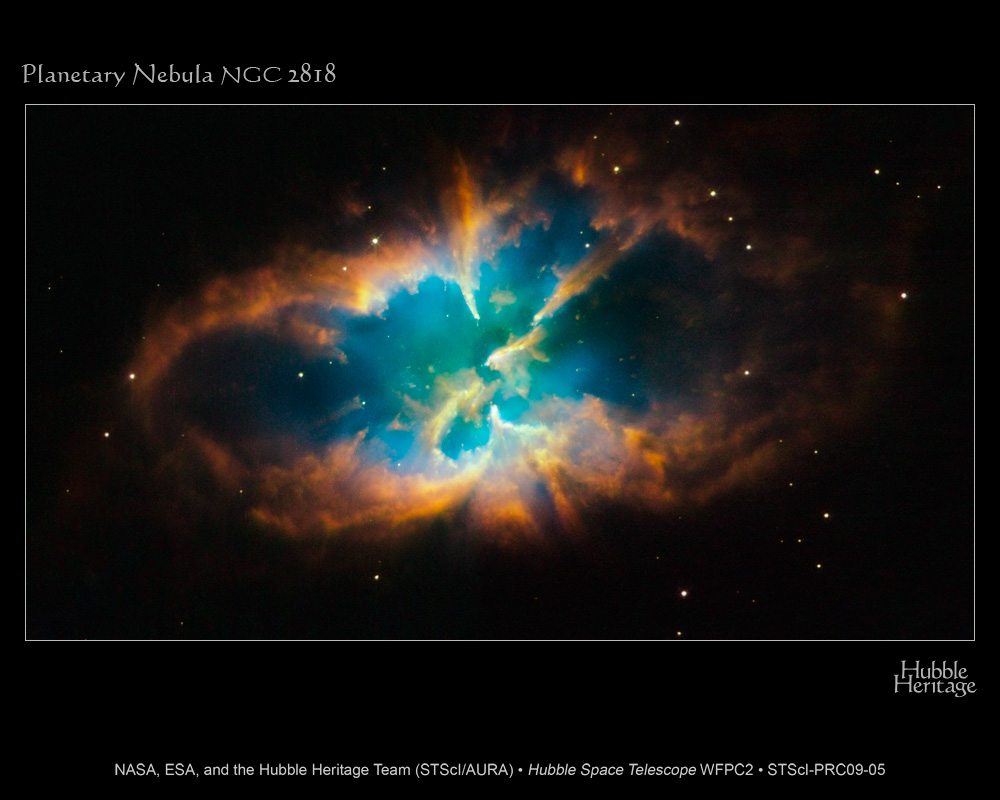 Planetary Nebula NGC 2818
Hubble
Heritage
NASA, ESA, and the Hubble Heritage Team (STScI/AURA) • Hubble Space Telescope WFPC2 • STScI-PRC09-05